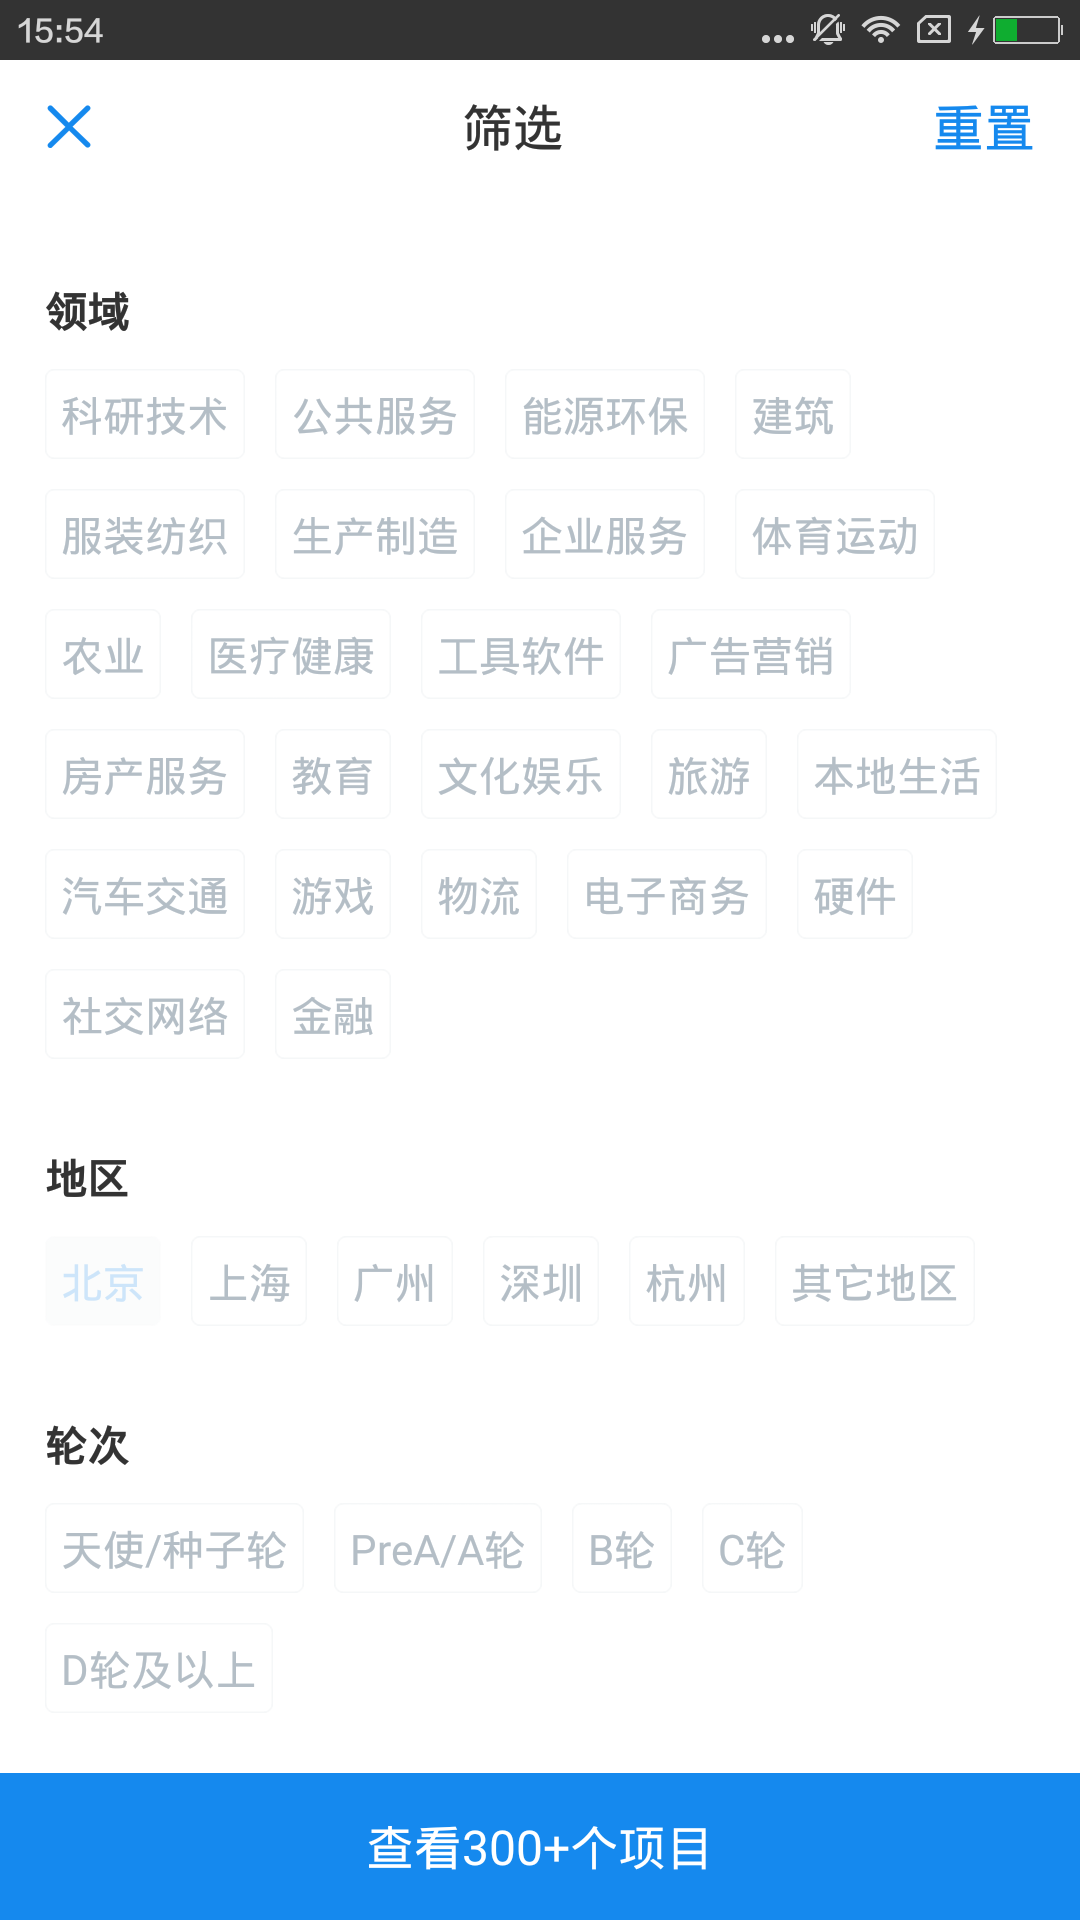 15:54
筛选 重置
领域
科研技术 公共服务 能源环保 建筑
服装纺织 生产制造 企业服务 体育运动
农业 医疗健康 工具软件 广告营销
房产服务 教育 文化娱乐 旅游 本地生活
汽车交通 游戏 物流 电子商务 硬件
社交网络 金融
地区
北京 上海 广州 深圳 杭州 其它地区
轮次
天使/种子轮 PreA/A轮 B轮 C轮
D轮及以上
查看300+个项目